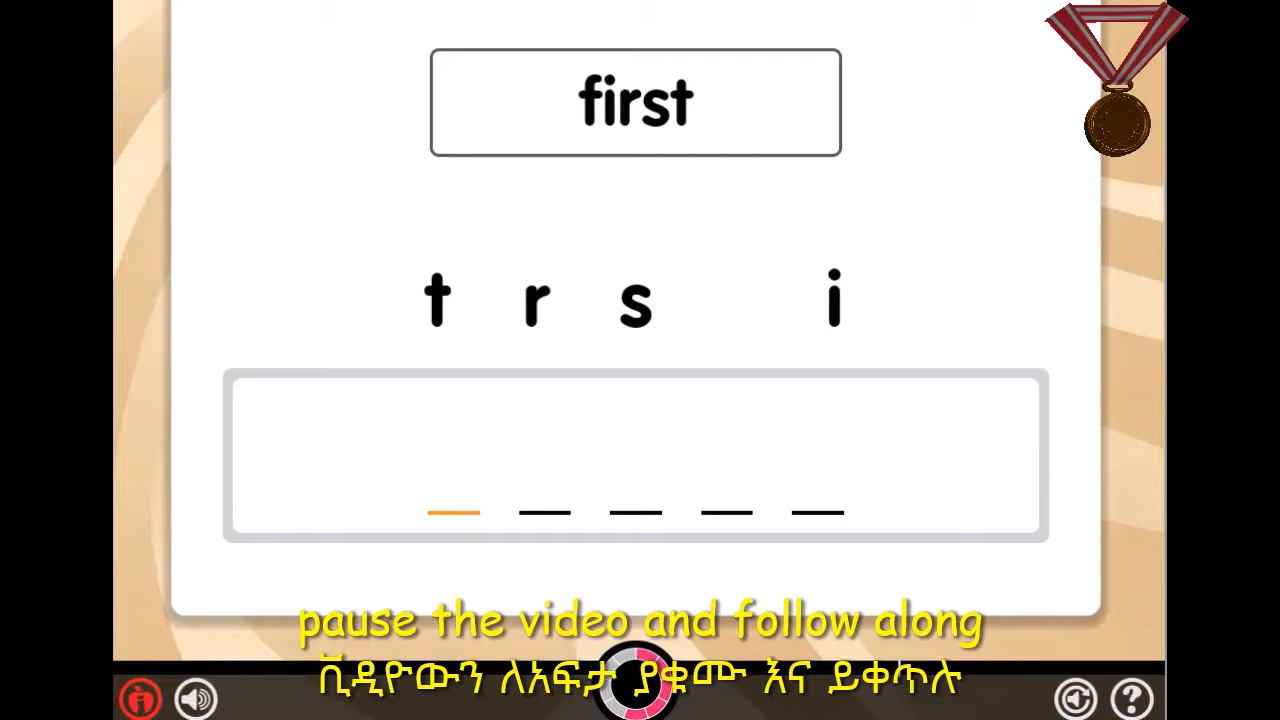 first
t r s i
pause the video and follow along
ቪዲዮውን ለአፍታ ያቁሙ እና ይቀጥሉ